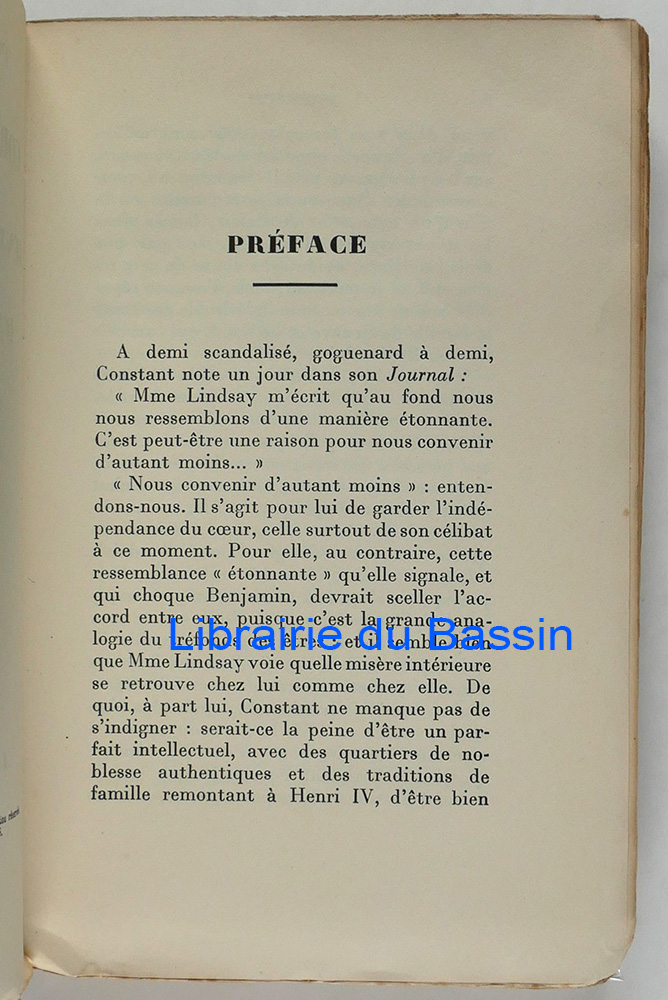 PRÉFACE
A demi scandalisé, goguenard à demi,
Constant note un jour dans son Journal :
« Mme Lindsay m'écrit qu'au fond nous
nous ressemblons d'une manière étonnante.
C'est peut-être une raison pour nous convenir
d'autant moins... »
« Nous convenir d'autant moins » : enten-
dons-nous. Il s'agit pour lui de garder l'indé-
pendance du cœur, celle surtout de son célibat
à ce moment. Pour elle, au contraire, cette
ressemblance « étonnante » qu'elle signale, et
qui choque Benjamin, devrait sceller l'ac-
cord entre eux, puisque c'est la grande ana-
logie du tréfonds des êtres : et il semble bien
Librairie du Bassin
que Mme Lindsay voie quelle misère intérieure
se retrouve chez lui comme chez elle. De
quoi, à part lui, Constant ne manque pas de
s'indigner : serait-ce la peine d'être un par-
fait intellectuel, avec des quartiers de no-
blesse authentiques et des traditions de
famille remontant à Henri IV, d'être bien